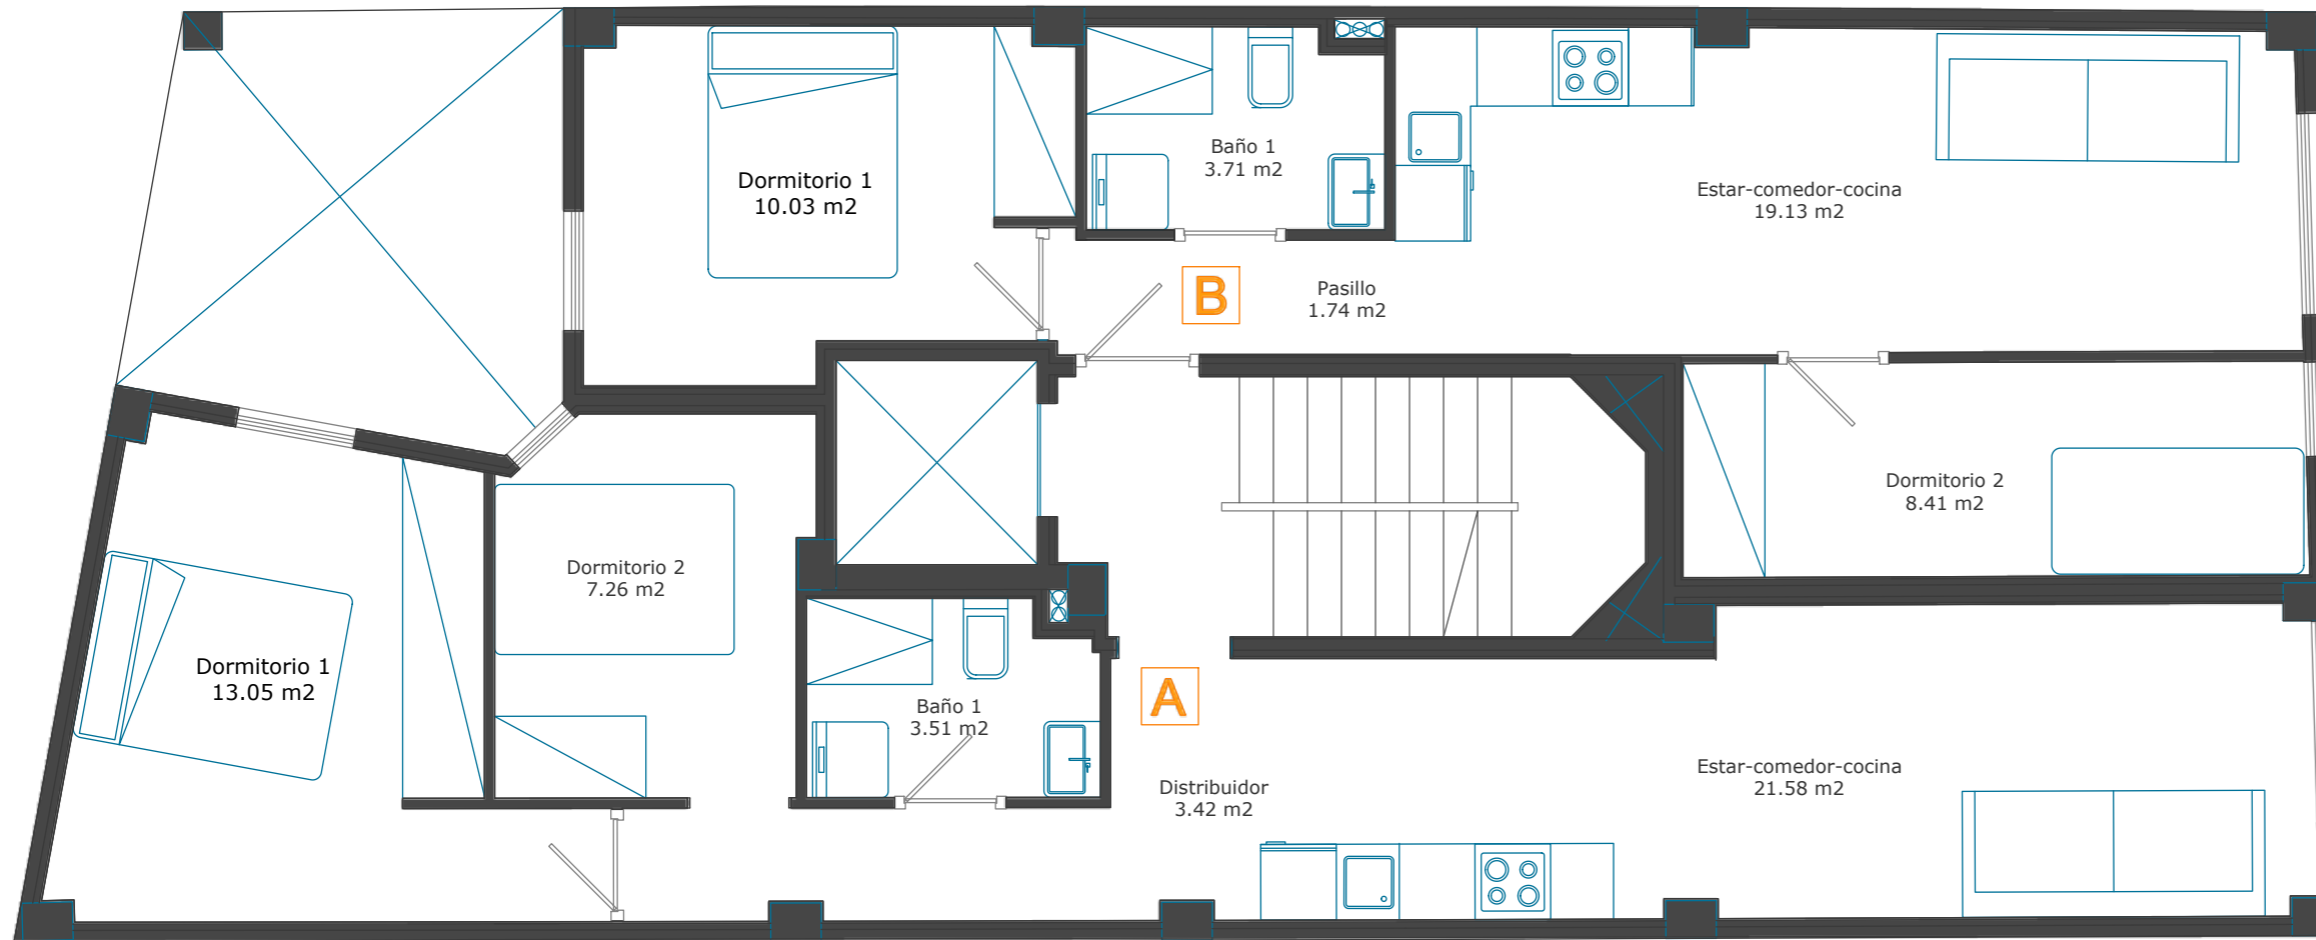 Dormitorio 1
10.03 m2
Baño 1
3.71 m2
Estar-comedor-cocina
19.13 m2
B
Pasillo
1.74 m2
Dormitorio 2
8.41 m2
Dormitorio 2
7.26 m2
Dormitorio 1
13.05 m2
Baño 1
3.51 m2
A
Distribuidor
3.42 m2
Estar-comedor-cocina
21.58 m2